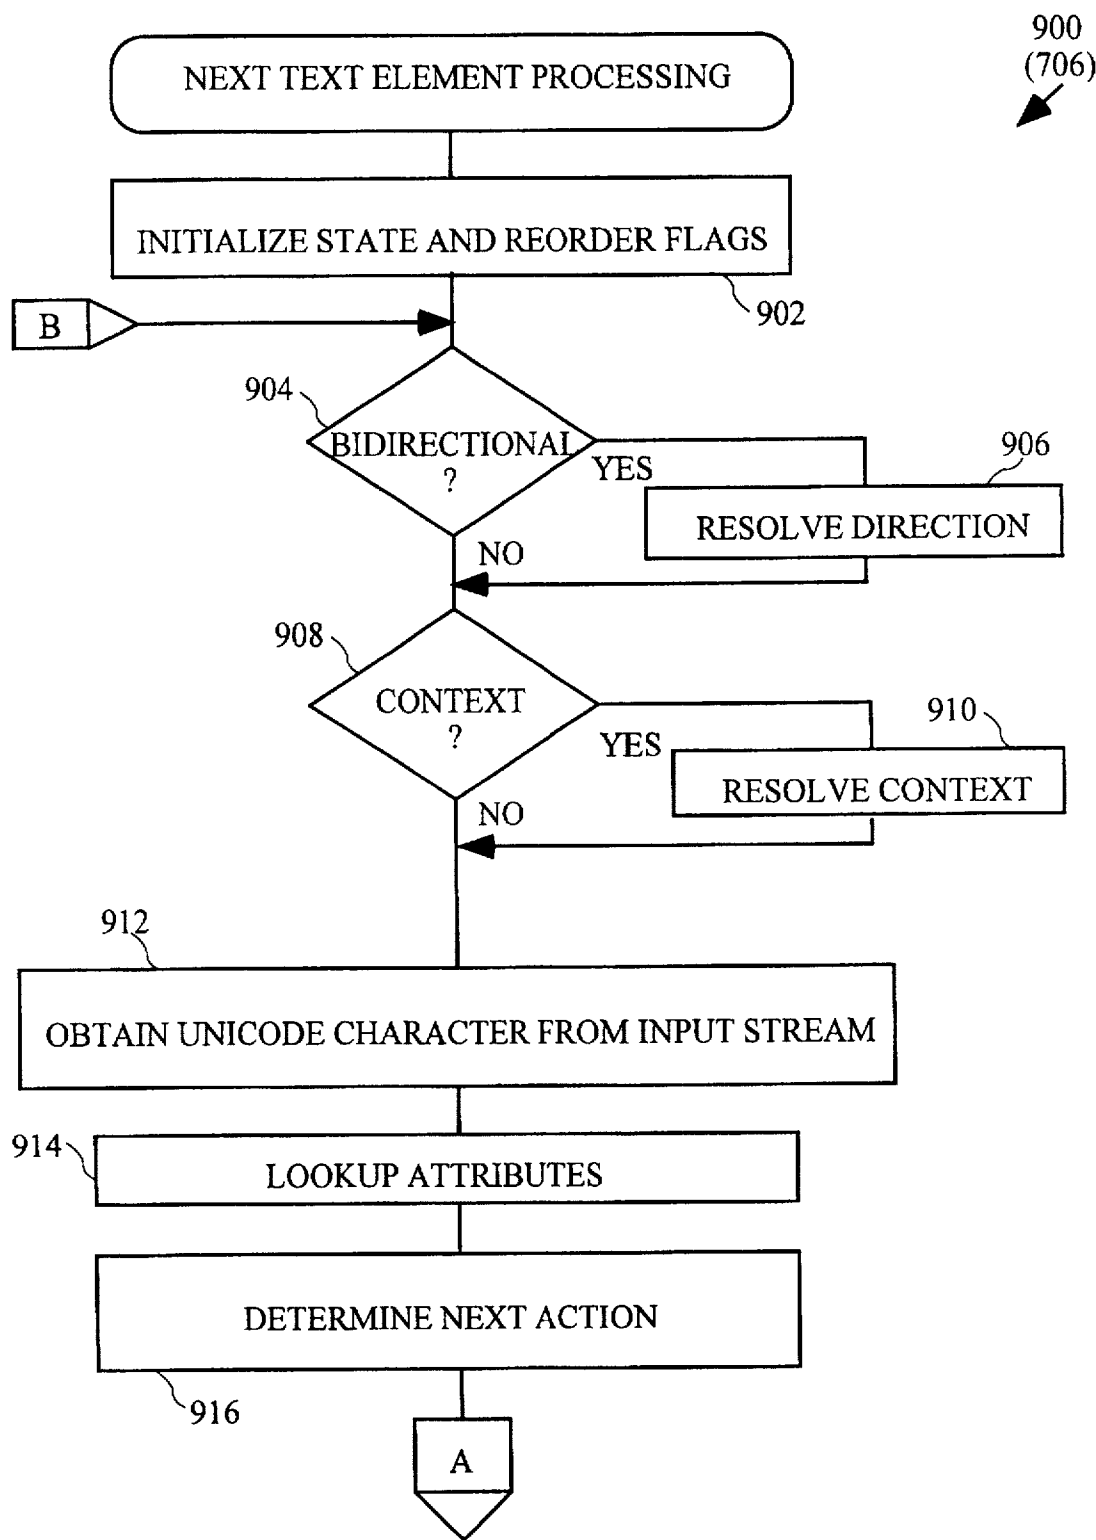 900
(706)
NEXT TEXT ELEMENT PROCESSING
INITIALIZE STATE AND REORDER FLAGS
902
B
904
BIDIRECTIONAL
?
YES
906
RESOLVE DIRECTION
NO
908
CONTEXT
?
YES
910
RESOLVE CONTEXT
NO
912
OBTAIN UNICODE CHARACTER FROM INPUT STREAM
914
LOOKUP ATTRIBUTES
DETERMINE NEXT ACTION
916
A